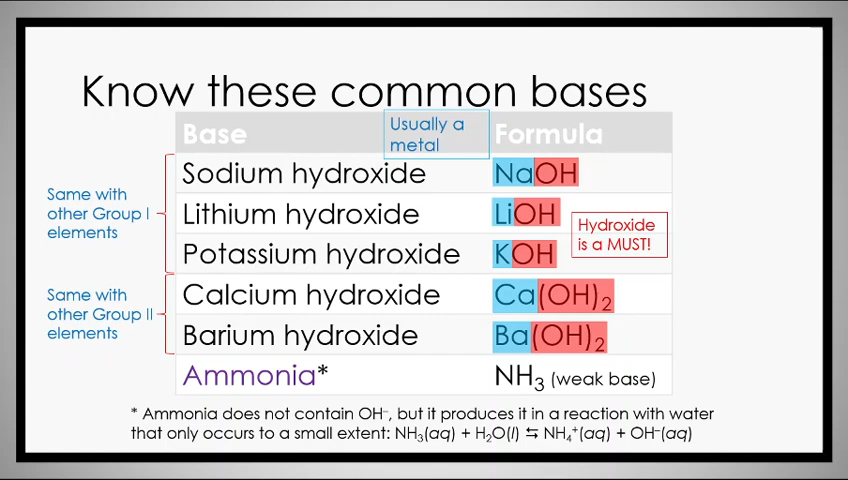 Know these common bases
Base
Usually a
metal
Formula
Sodium hydroxide NaOH
Same with
other Group I
elements
Lithium hydroxide LiOH
Hydroxide
is a MUST!
Potassium hydroxide KOH
Calcium hydroxide Ca(OH)₂
Same with
other Group II
elements
Barium hydroxide Ba(OH)₂
Ammonia* NH₃ (weak base)
* Ammonia does not contain OH⁻, but it produces it in a reaction with water
that only occurs to a small extent: NH₃(aq) + H₂O(l) ⇆ NH₄⁺(aq) + OH⁻(aq)